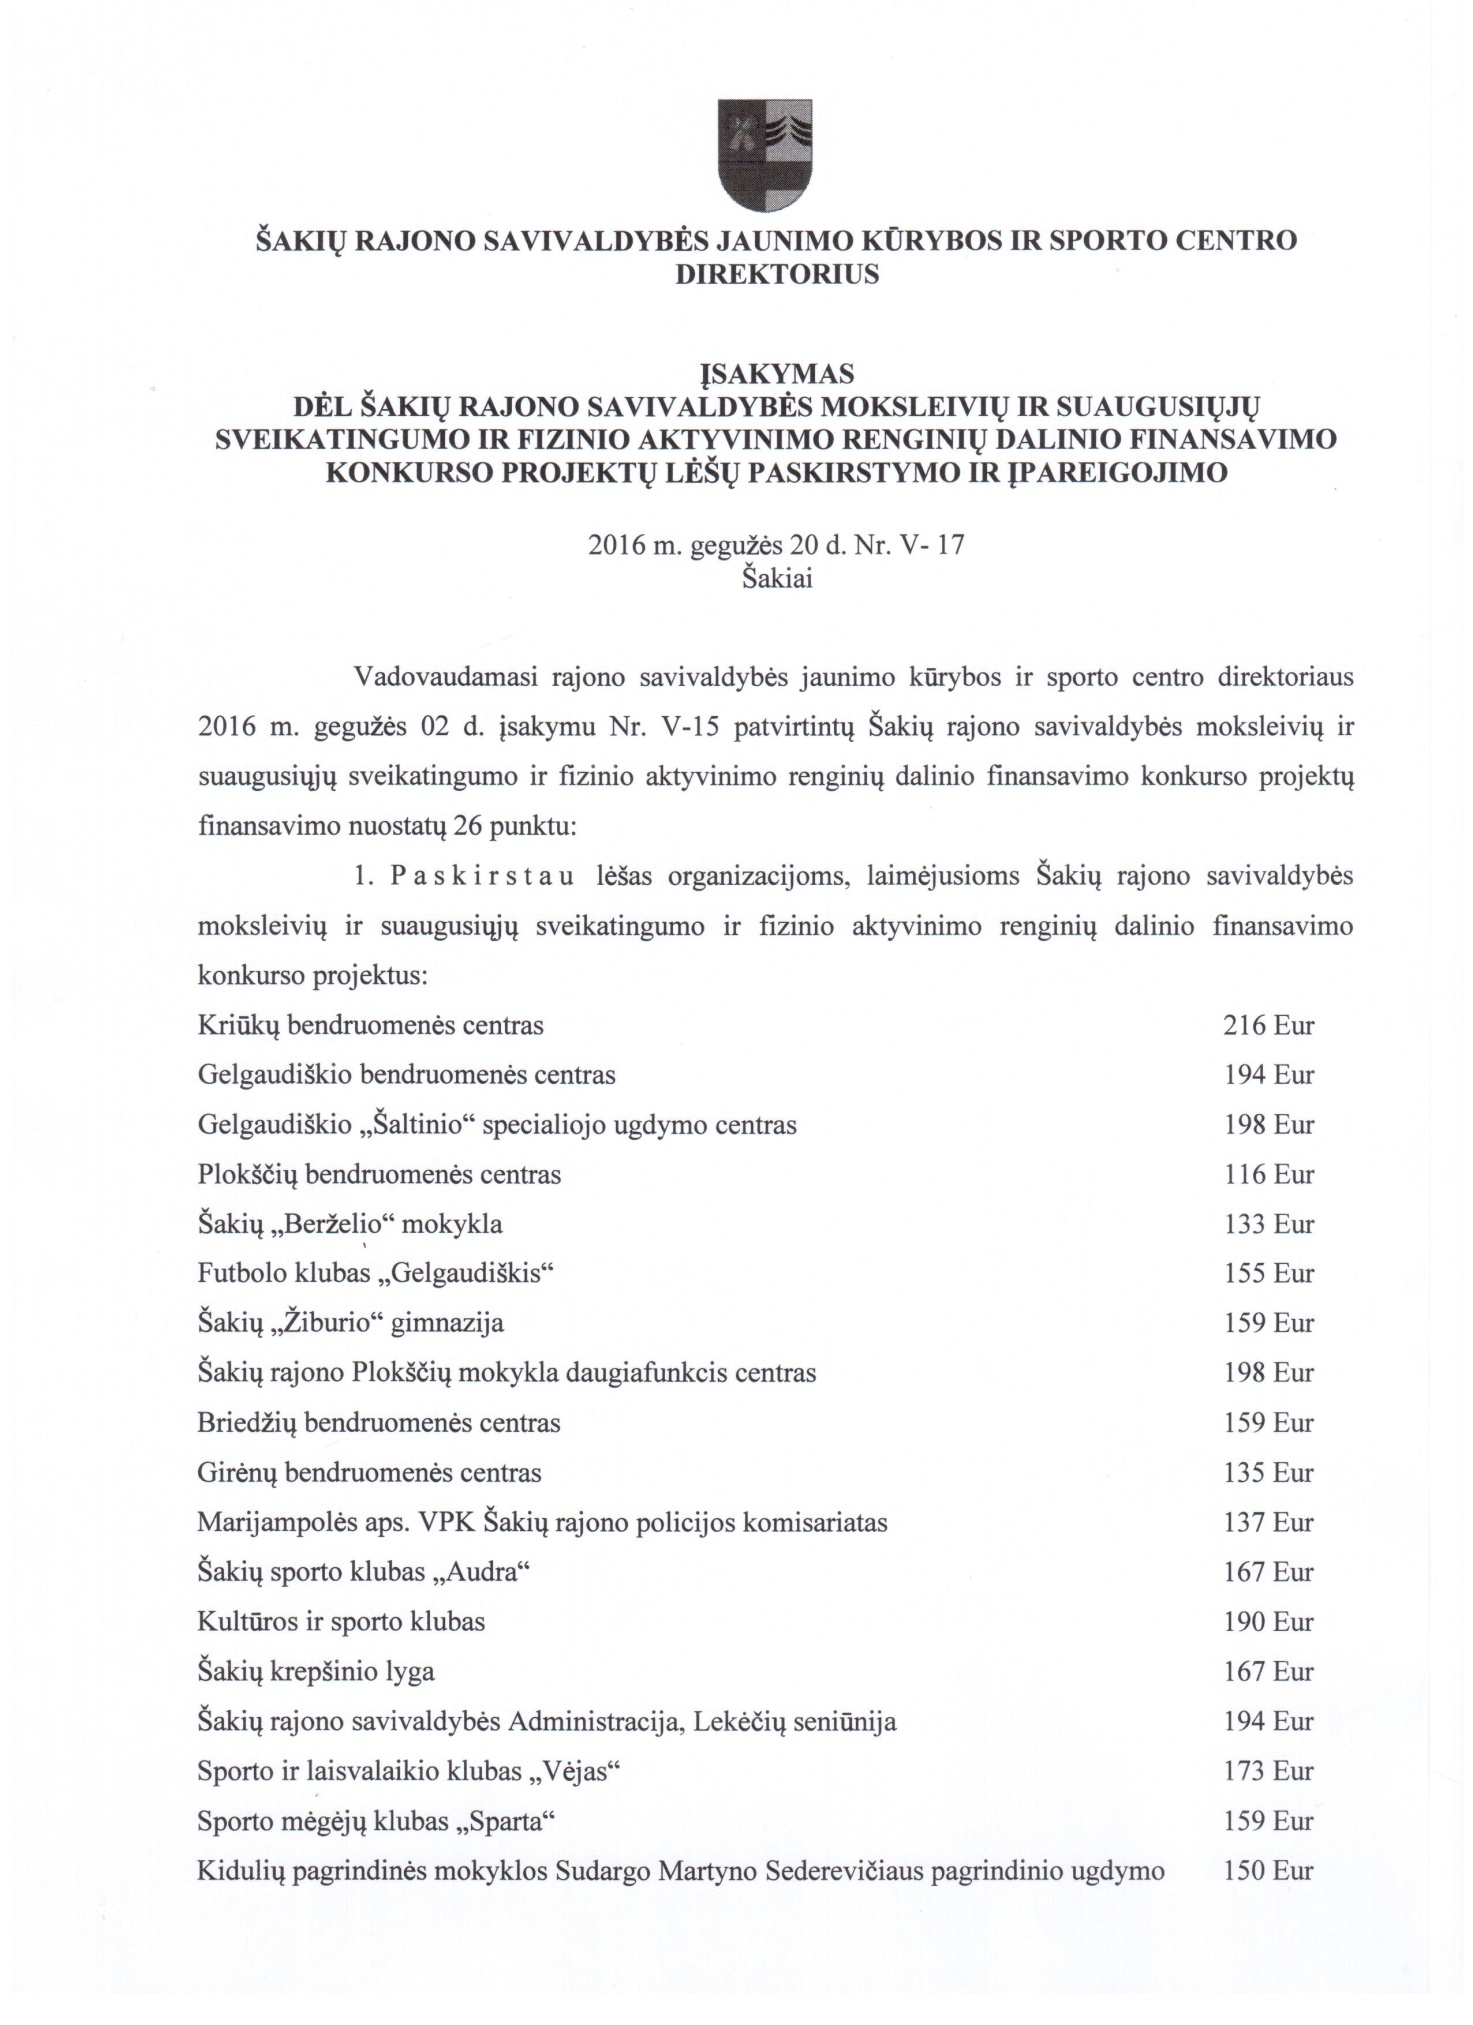 ŠAKIŲ RAJONO SAVIVALDYBĖS JAUNIMO KŪRYBOS IR SPORTO CENTRO
DIREKTORIUS
ĮSAKYMAS
DĖL ŠAKIŲ RAJONO SAVIVALDYBĖS MOKSLEIVIŲ IR SUAUGUSIŲJŲ
SVEIKATINGUMO IR FIZINIO AKTYVINIMO RENGINIŲ DALINIO FINANSAVIMO
KONKURSO PROJEKTŲ LĖŠŲ PASKIRSTYMO IR ĮPAREIGOJIMO
2016 m. gegužės 20 d. Nr. V- 17
Šakiai
Vadovaudamasi rajono savivaldybės jaunimo kūrybos ir sporto centro direktoriaus
2016 m. gegužės 02 d. įsakymu Nr. V-15 patvirtintų Šakių rajono savivaldybės moksleivių ir
suaugusiųjų sveikatingumo ir fizinio aktyvinimo renginių dalinio finansavimo konkurso projektų
finansavimo nuostatų 26 punktu:
1. P a s k i r s t a u lėšas organizacijoms, laimėjusioms Šakių rajono savivaldybės
moksleivių ir suaugusiųjų sveikatingumo ir fizinio aktyvinimo renginių dalinio finansavimo
konkurso projektus:
Kriūkų bendruomenės centras 216 Eur
Gelgaudiškio bendruomenės centras 194 Eur
Gelgaudiškio „Šaltinio“ specialiojo ugdymo centras 198 Eur
Plokščių bendruomenės centras 116 Eur
Šakių „Berželio“ mokykla 133 Eur
Futbolo klubas „Gelgaudiškis“ 155 Eur
Šakių „Žiburio“ gimnazija 159 Eur
Šakių rajono Plokščių mokykla daugiafunkcis centras 198 Eur
Briedžių bendruomenės centras 159 Eur
Girėnų bendruomenės centras 135 Eur
Marijampolės aps. VPK Šakių rajono policijos komisariatas 137 Eur
Šakių sporto klubas „Audra“ 167 Eur
Kultūros ir sporto klubas 190 Eur
Šakių krepšinio lyga 167 Eur
Šakių rajono savivaldybės Administracija, Lekėčių seniūnija 194 Eur
Sporto ir laisvalaikio klubas „Vėjas“ 173 Eur
Sporto mėgėjų klubas „Sparta“ 159 Eur
Kidulių pagrindinės mokyklos Sudargo Martyno Sederevičiaus pagrindinio ugdymo 150 Eur